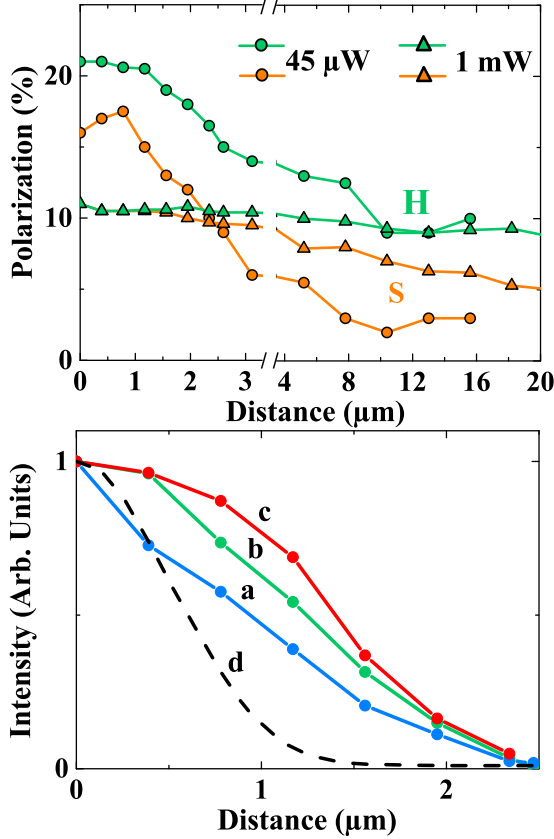 45 μW
1 mW
20
10
0
Polarization (%)
H
S
0 1 2 3 4 8 12 16 20
Distance (μm)
1
0
Intensity (Arb. Units)
c
b
a
d
0 1 2
Distance (μm)